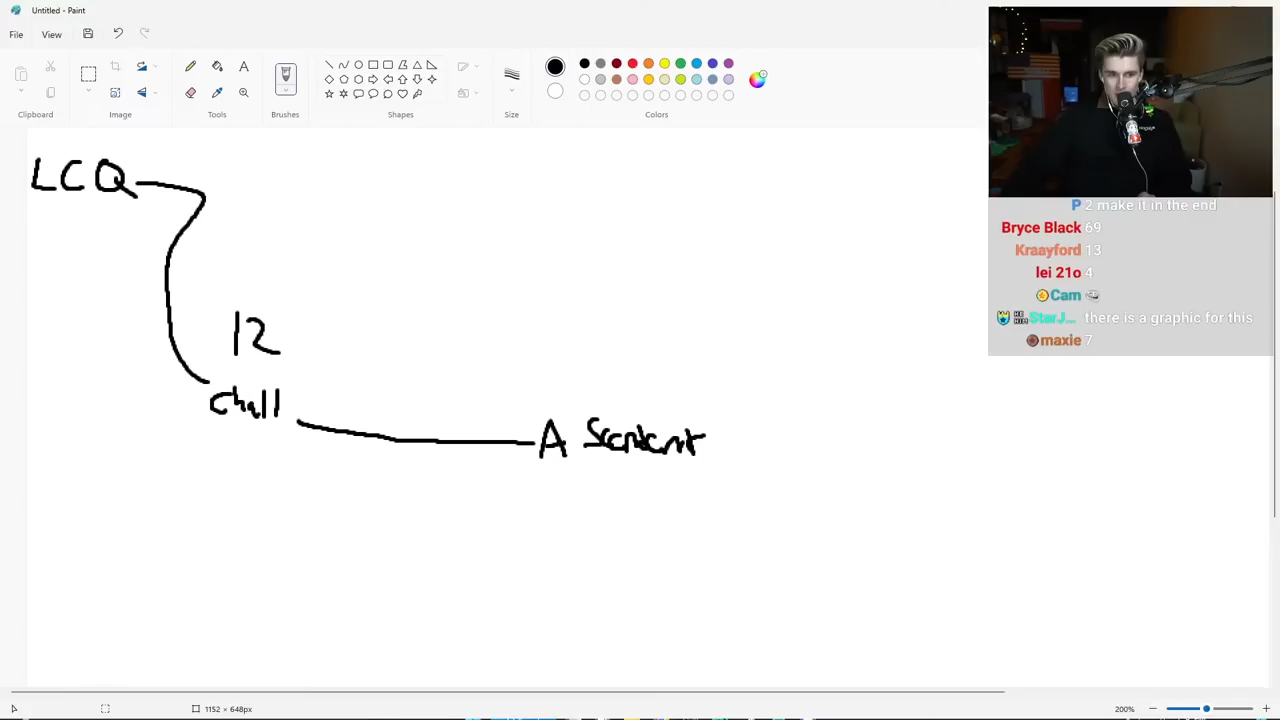 Untitled - Paint
File
View
Clipboard
Image
Tools
Brushes
Shapes
Size
Colors
LCQ
12
Chall
A
P 2 make it in the end
Bryce Black 69
Kraayford 13
lei 21o 4
Cam
StarJ... there is a graphic for this
maxie 7
1152 × 648px
200%